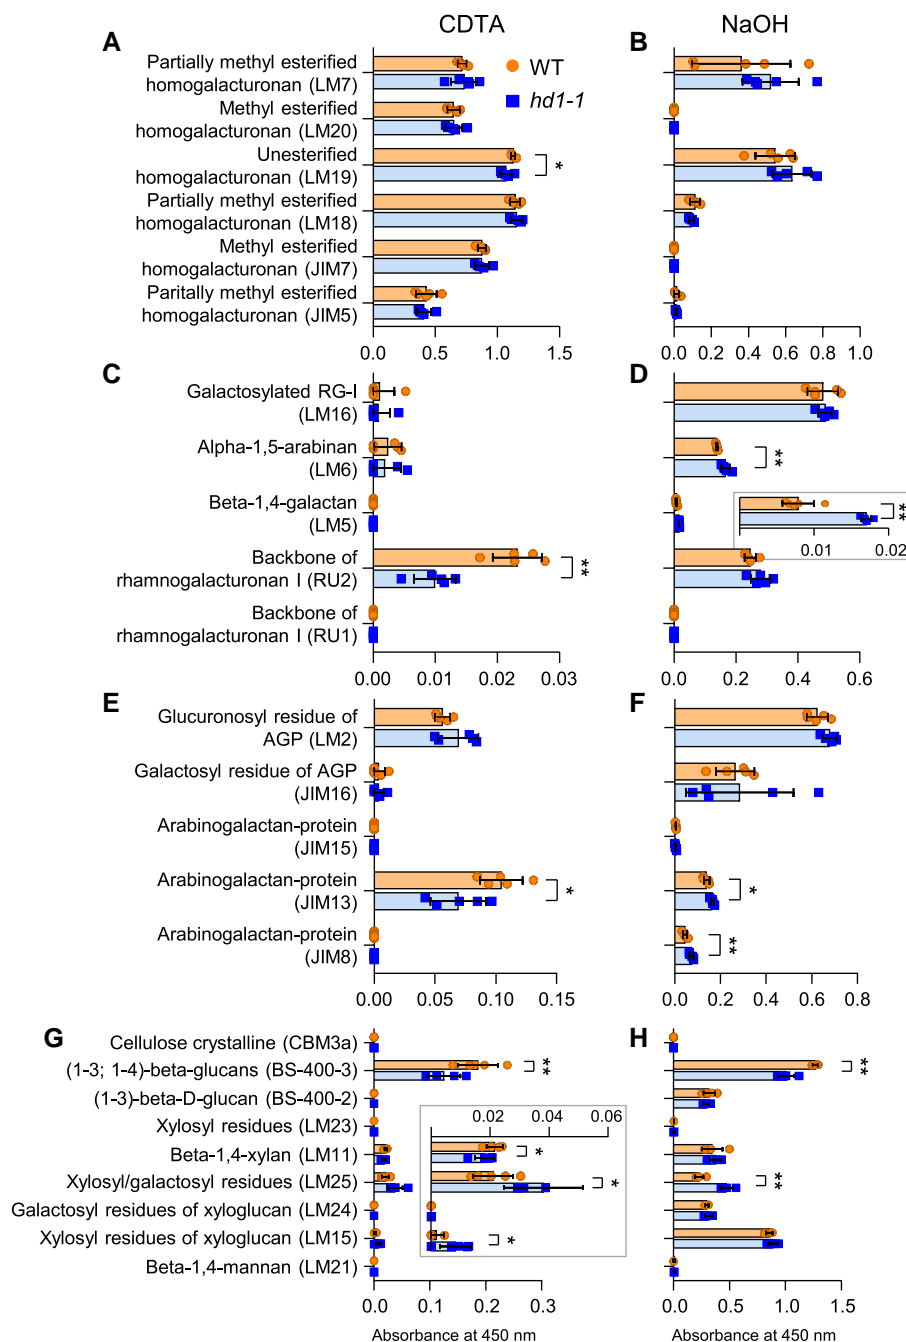 CDTA
NaOH
A
B
Partially methyl esterified
homogalacturonan (LM7)
Methyl esterified
homogalacturonan (LM20)
Unesterified
homogalacturonan (LM19)
Partially methyl esterified
homogalacturonan (LM18)
Methyl esterified
homogalacturonan (JIM7)
Paritally methyl esterified
homogalacturonan (JIM5)
WT
hd1-1
*
0.0 0.5 1.0 1.5
0.0 0.2 0.4 0.6 0.8 1.0
C
D
Galactosylated RG-I
(LM16)
Alpha-1,5-arabinan
(LM6)
Beta-1,4-galactan
(LM5)
Backbone of
rhamnogalacturonan I (RU2)
Backbone of
rhamnogalacturonan I (RU1)
**
**
**
0.01 0.02
0.00 0.01 0.02 0.03
0.0 0.2 0.4 0.6
E
F
Glucuronosyl residue of
AGP (LM2)
Galactosyl residue of AGP
(JIM16)
Arabinogalactan-protein
(JIM15)
Arabinogalactan-protein
(JIM13)
Arabinogalactan-protein
(JIM8)
*
*
**
0.00 0.05 0.10 0.15
0.0 0.2 0.4 0.6 0.8
G
H
Cellulose crystalline (CBM3a)
(1-3; 1-4)-beta-glucans (BS-400-3)
(1-3)-beta-D-glucan (BS-400-2)
Xylosyl residues (LM23)
Beta-1,4-xylan (LM11)
Xylosyl/galactosyl residues (LM25)
Galactosyl residues of xyloglucan (LM24)
Xylosyl residues of xyloglucan (LM15)
Beta-1,4-mannan (LM21)
**
**
0.02 0.04 0.06
*
*
*
**
0.0 0.1 0.2 0.3
0.0 0.5 1.0 1.5
Absorbance at 450 nm
Absorbance at 450 nm